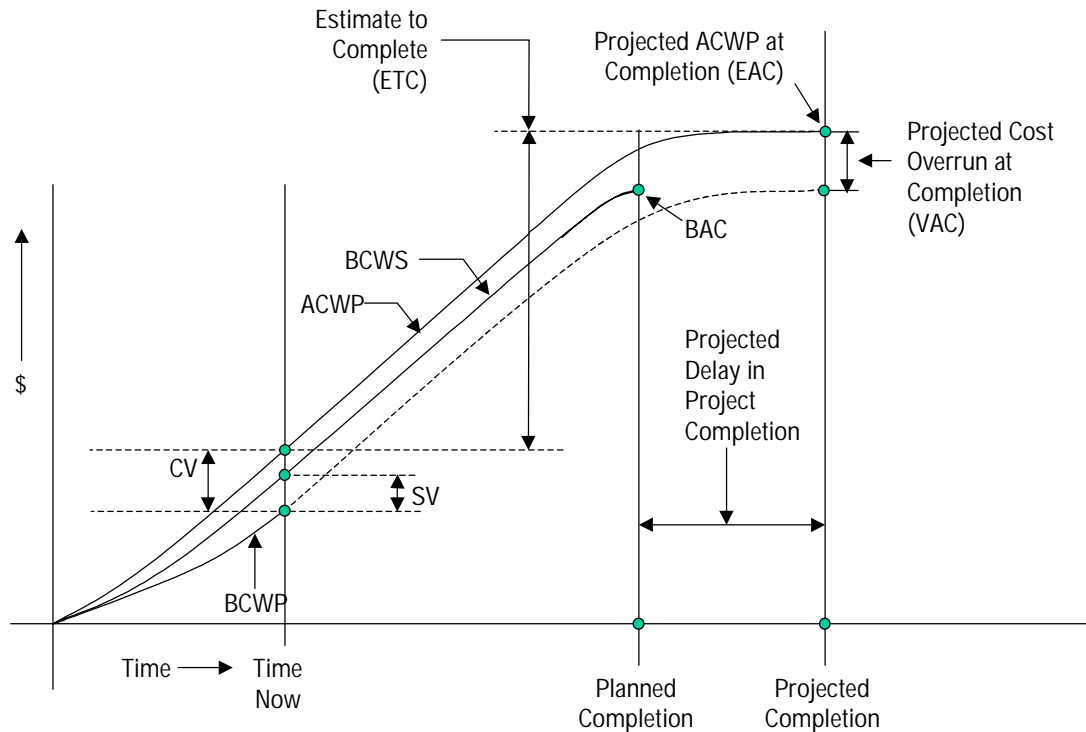 Estimate to
Complete
(ETC)
Projected ACWP at
Completion (EAC)
Projected Cost
Overrun at
Completion
(VAC)
BAC
BCWS
ACWP
$
Projected
Delay in
Project
Completion
CV
SV
BCWP
Time
Time
Now
Planned
Completion
Projected
Completion